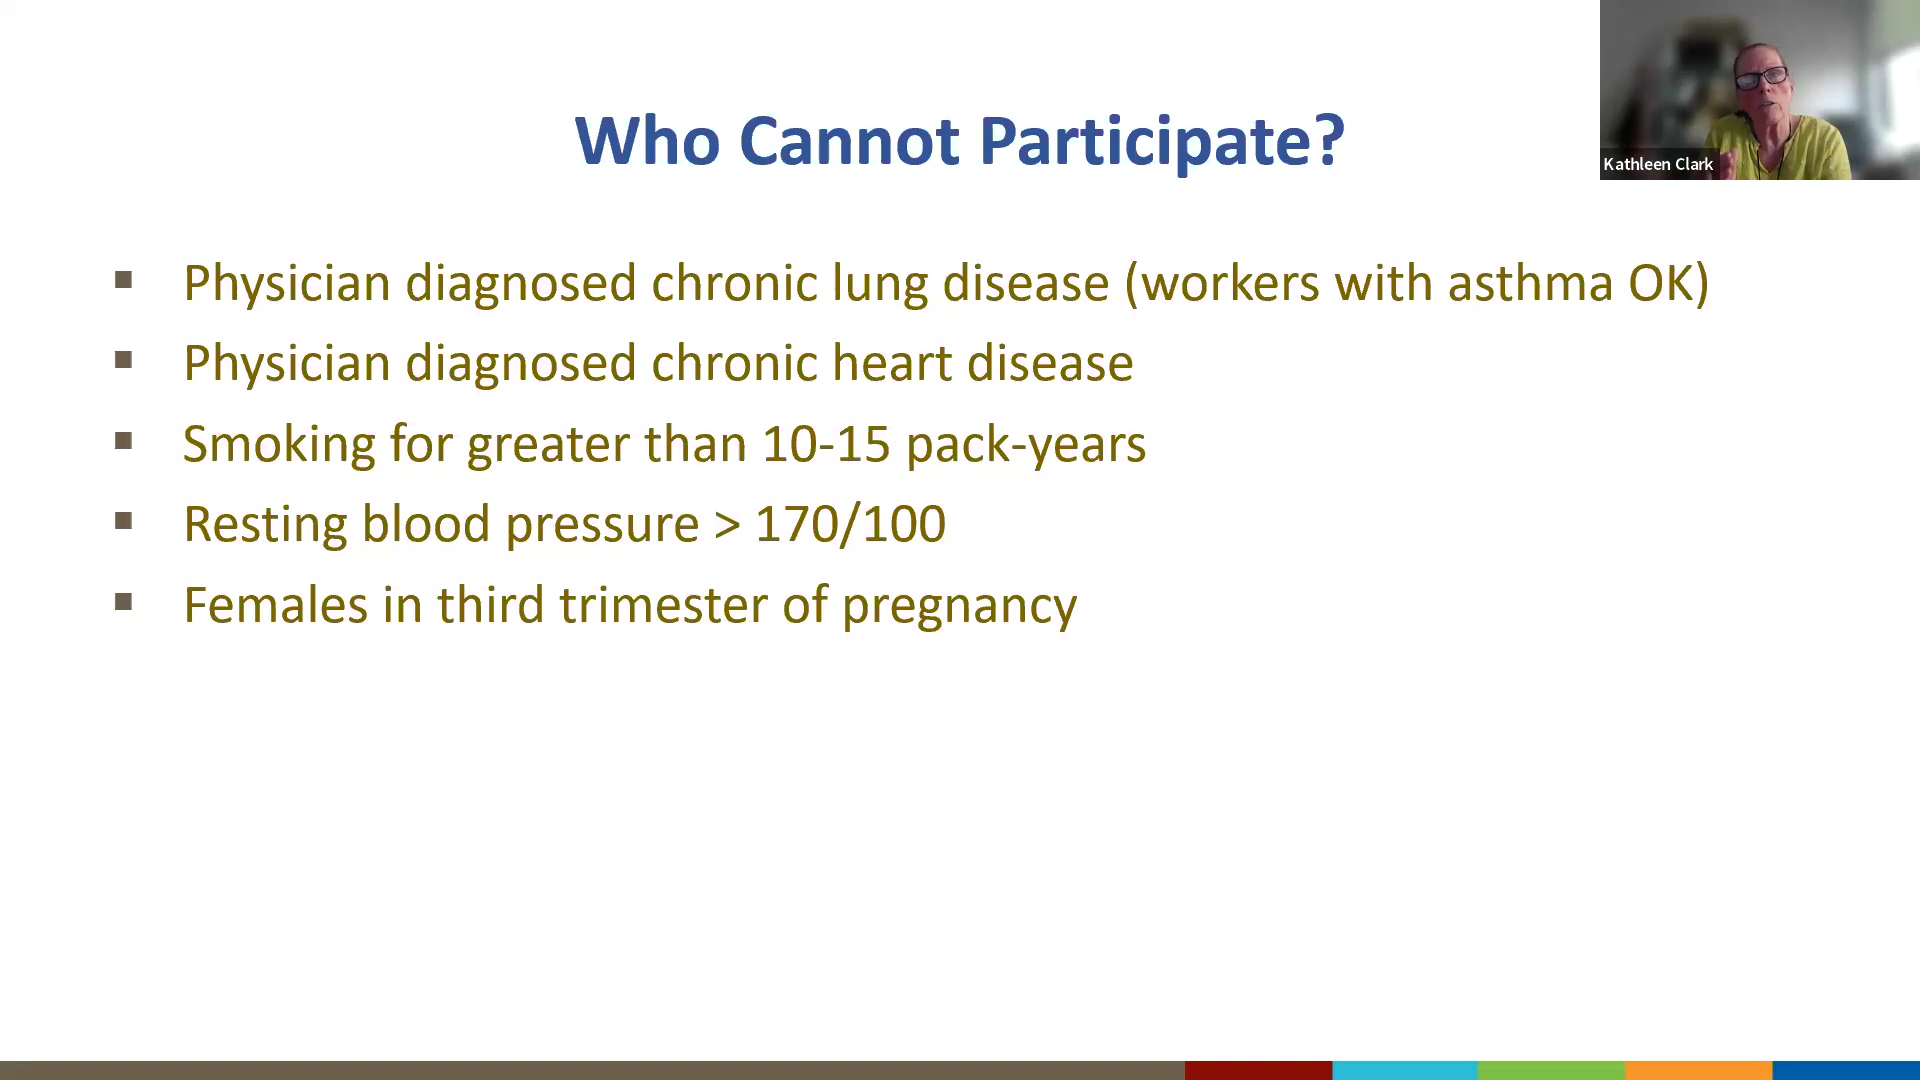 Who Cannot Participate?
Kathleen Clark
▪ Physician diagnosed chronic lung disease (workers with asthma OK)
▪ Physician diagnosed chronic heart disease
▪ Smoking for greater than 10-15 pack-years
▪ Resting blood pressure > 170/100
▪ Females in third trimester of pregnancy